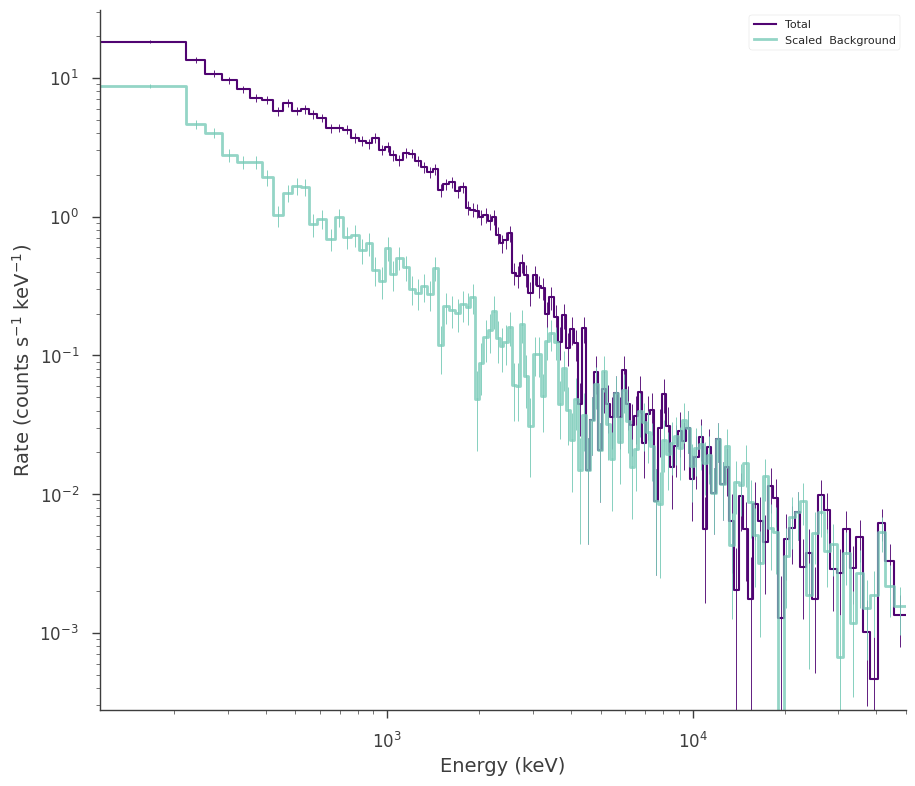 Total
Scaled  Background
10¹
10⁰
10⁻¹
10⁻²
10⁻³
Rate (counts s⁻¹ keV⁻¹)
10³
10⁴
Energy (keV)